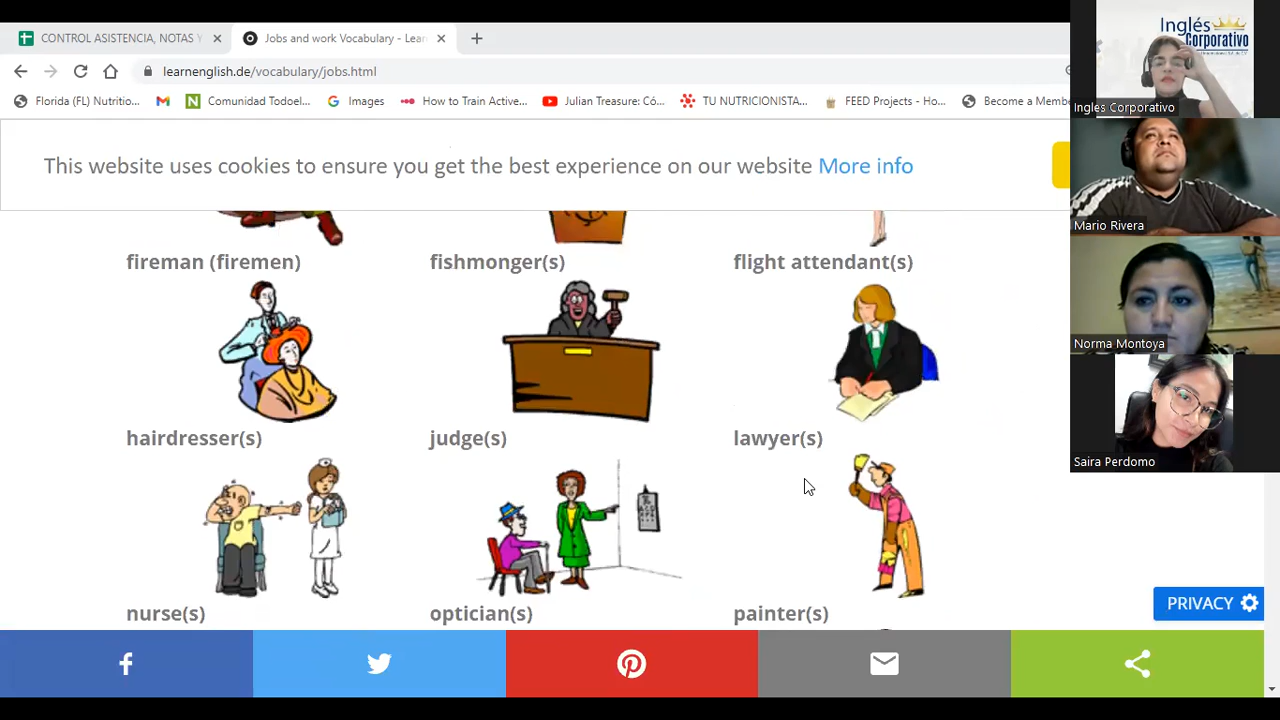 CONTROL ASISTENCIA, NOTAS Y
Jobs and work Vocabulary - Lear
learnenglish.de/vocabulary/jobs.html
Florida (FL) Nutritio...
Comunidad Todoel...
Images
How to Train Active...
Julian Treasure: Có...
TU NUTRICIONISTA...
FEED Projects - Ho...
Become a Membe
This website uses cookies to ensure you get the best experience on our website More info
fireman (firemen)
fishmonger(s)
flight attendant(s)
hairdresser(s)
judge(s)
lawyer(s)
nurse(s)
optician(s)
painter(s)
PRIVACY
Inglés
Corporativo
Ingles Corporativo
Mario Rivera
Norma Montoya
Saira Perdomo